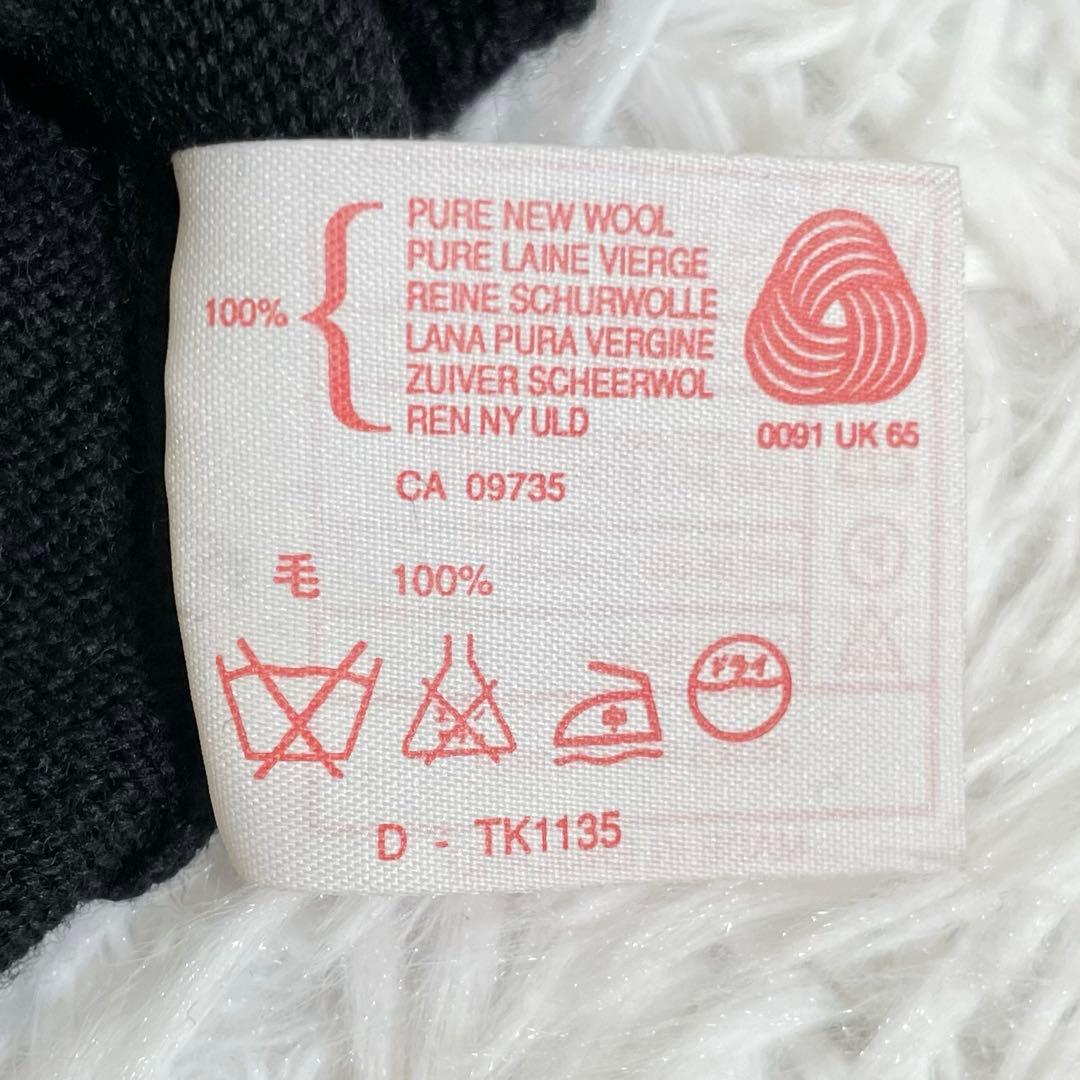 100%
PURE NEW WOOL
PURE LAINE VIERGE
REINE SCHURWOLLE
LANA PURA VERGINE
ZUIVER SCHEERWOL
REN NY ULD
0091 UK 65
CA 09735
毛 100%
中
ドライ
D - TK1135